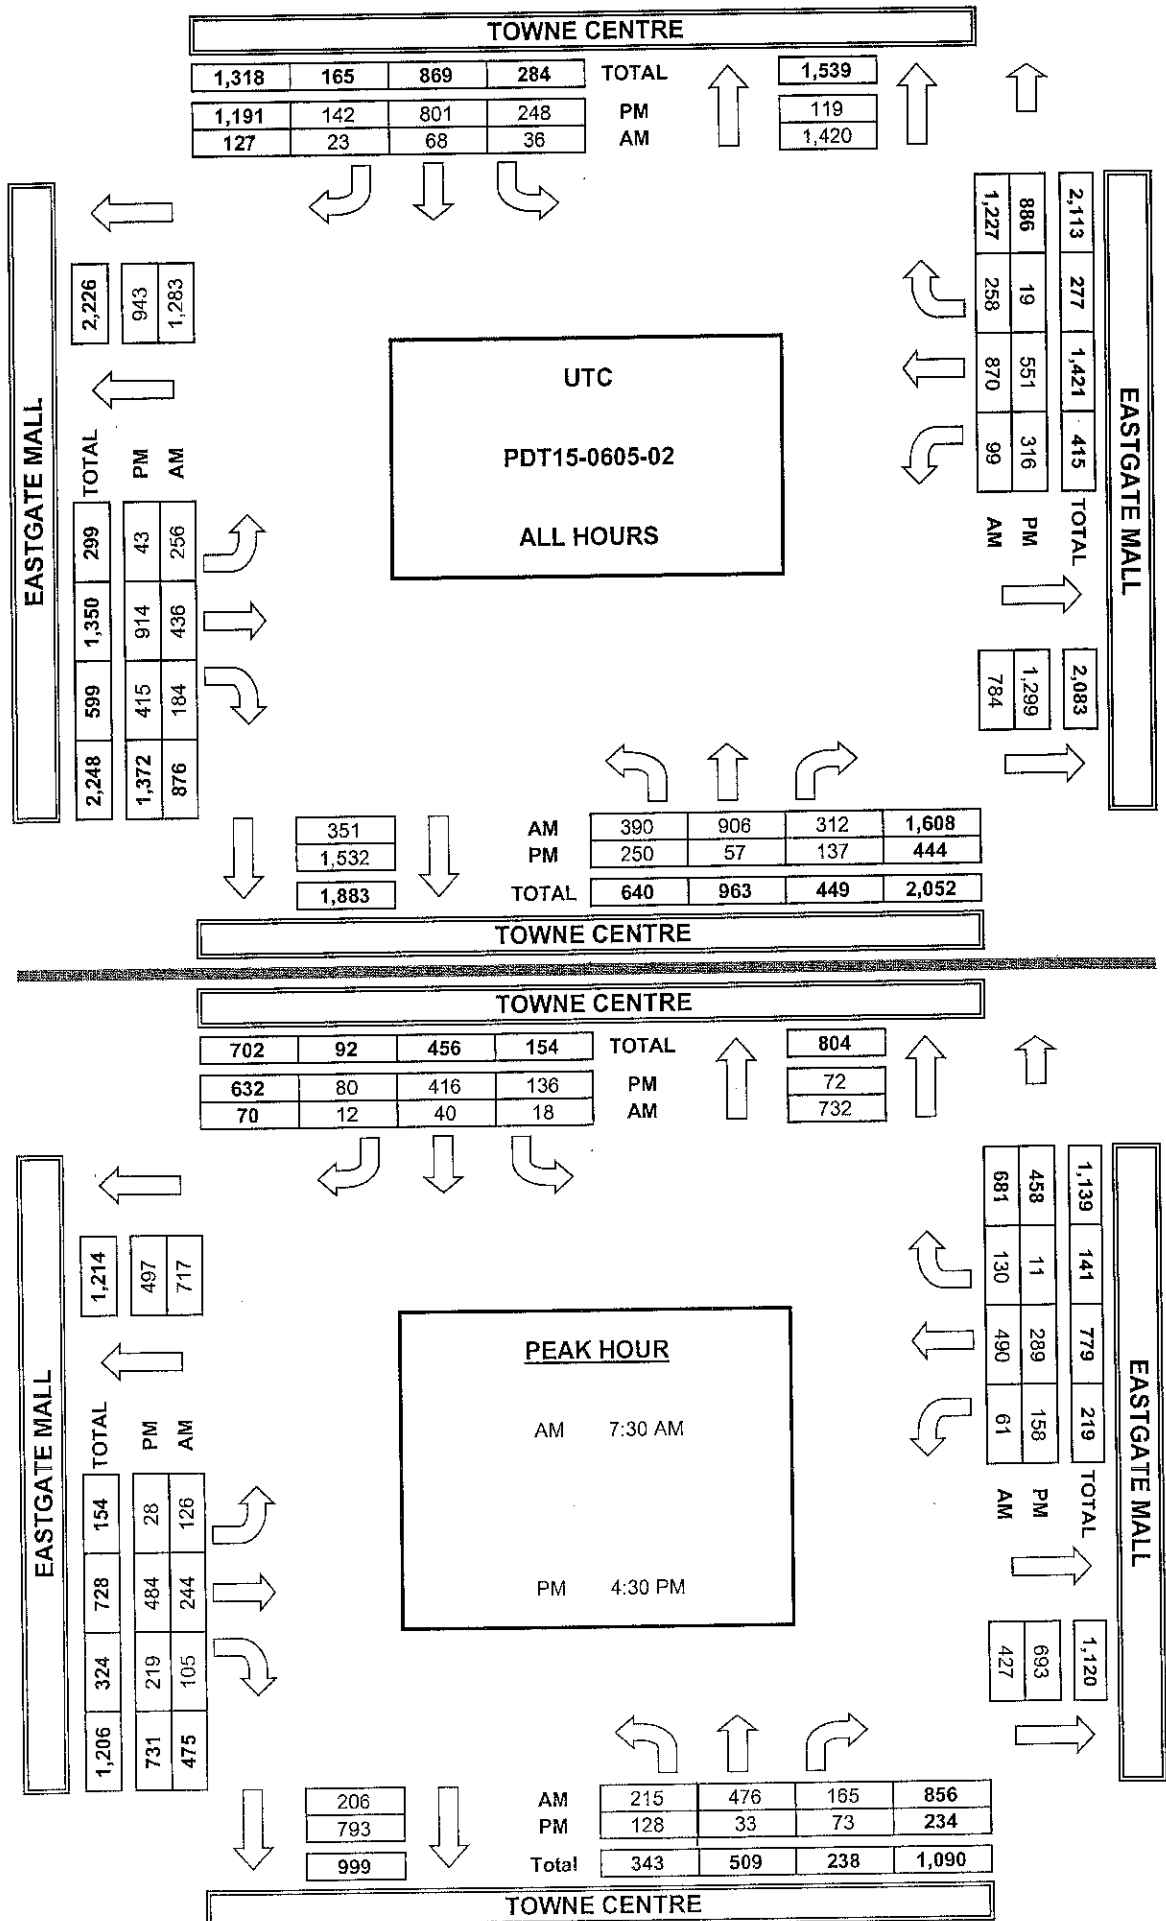 TOWNE CENTRE
1,318 165 869 284 TOTAL 1,539
1,191 142 801 248 PM 119
127 23 68 36 AM 1,420
EASTGATE MALL
2,226
943 1,283
TOTAL 299 1,350 599 2,248
PM 43 914 415 1,372
AM 256 436 184 876
UTC
PDT15-0605-02
ALL HOURS
2,113 277 1,421 415 TOTAL
886 19 551 316 PM
1,227 258 870 99 AM
2,083
1,299
784
EASTGATE MALL
351 AM 390 906 312 1,608
1,532 PM 250 57 137 444
1,883 TOTAL 640 963 449 2,052
TOWNE CENTRE
TOWNE CENTRE
702 92 456 154 TOTAL 804
632 80 416 136 PM 72
70 12 40 18 AM 732
EASTGATE MALL
1,214
497 717
TOTAL 154 728 324 1,206
PM 28 484 219 731
AM 126 244 105 475
PEAK HOUR
AM 7:30 AM
PM 4:30 PM
1,139 141 779 219 TOTAL
458 11 289 158 PM
681 130 490 61 AM
1,120
693
427
EASTGATE MALL
206 AM 215 476 165 856
793 PM 128 33 73 234
999 Total 343 509 238 1,090
TOWNE CENTRE